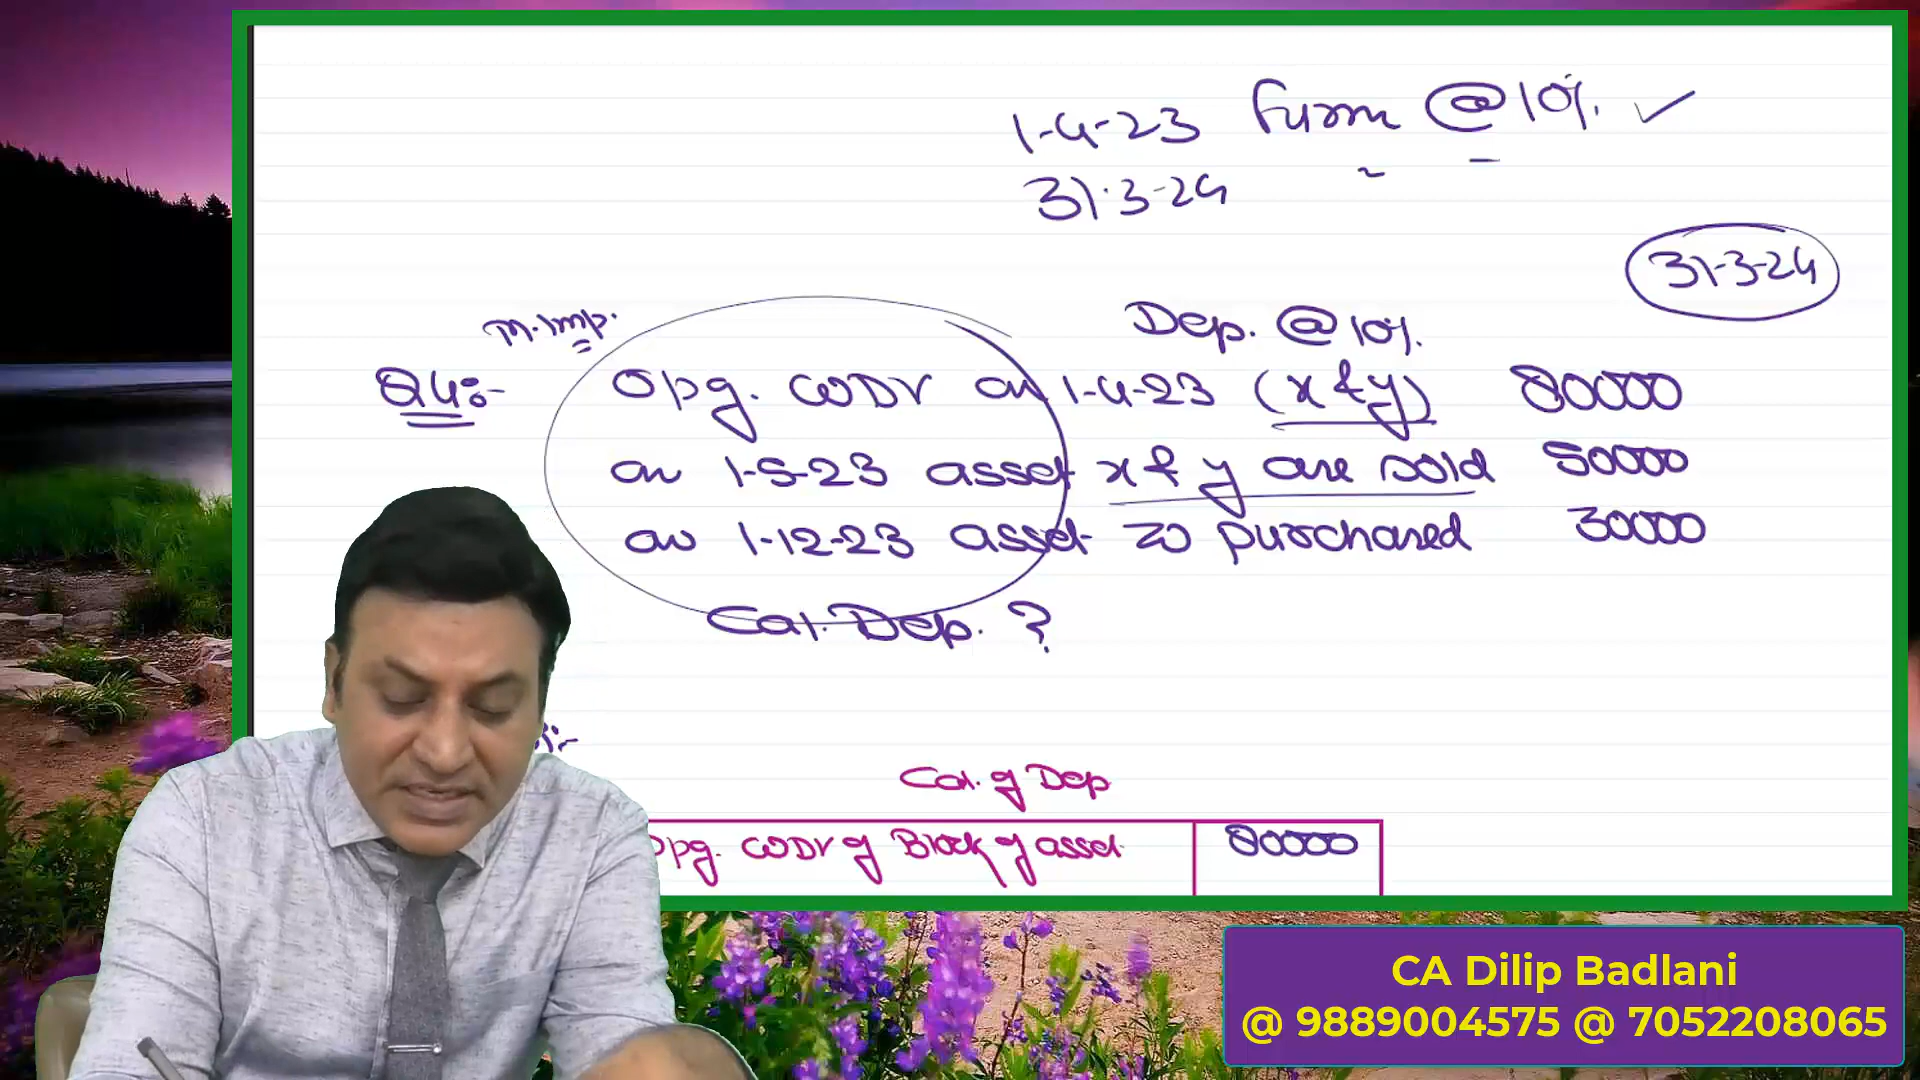 1-4-23 Furn @ 10% ✓
31-3-24
31-3-24
M. Imp.
Dep. @ 10%
Q4:- Opg. WDV on 1-4-23 (x & y) 80000
on 1-5-23 asset x & y are sold 50000
on 1-12-23 asset Z purchased 30000
Cal. Dep. ?
Cal. of Dep
Opg. WDV of Block of asset 80000
CA Dilip Badlani
@ 9889004575 @ 7052208065